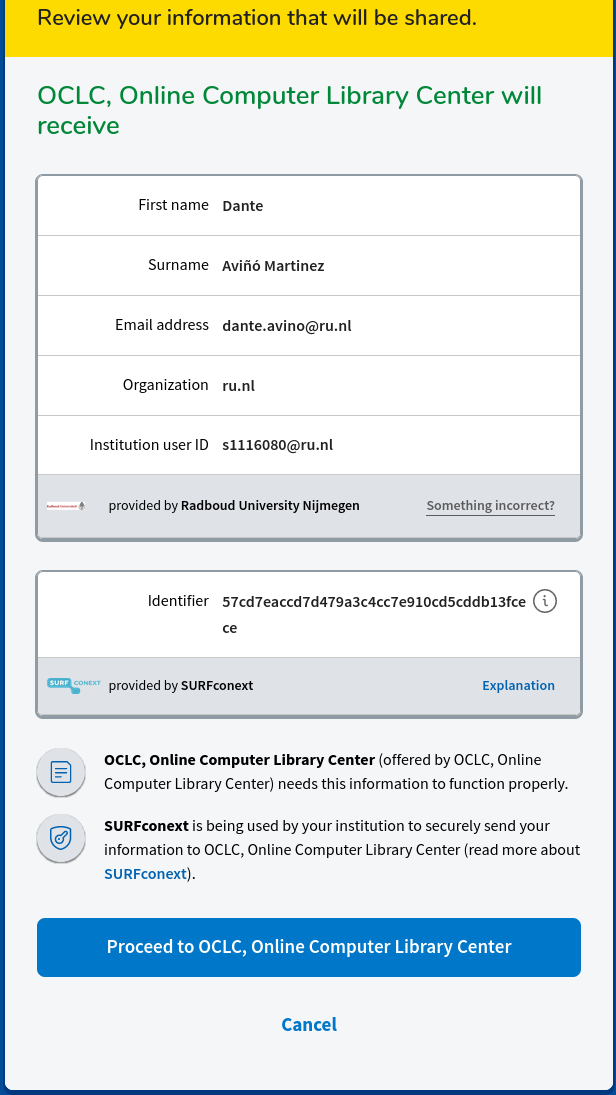 Review your information that will be shared.
OCLC, Online Computer Library Center will
receive
First name Dante
Surname Aviñó Martinez
Email address dante.avino@ru.nl
Organization ru.nl
Institution user ID s1116080@ru.nl
provided by Radboud University Nijmegen Something incorrect?
Identifier 57cd7eaccd7d479a3c4cc7e910cd5cddb13fce
ce
SURF CONEXT provided by SURFconext Explanation
OCLC, Online Computer Library Center (offered by OCLC, Online
Computer Library Center) needs this information to function properly.
SURFconext is being used by your institution to securely send your
information to OCLC, Online Computer Library Center (read more about
SURFconext).
Proceed to OCLC, Online Computer Library Center
Cancel